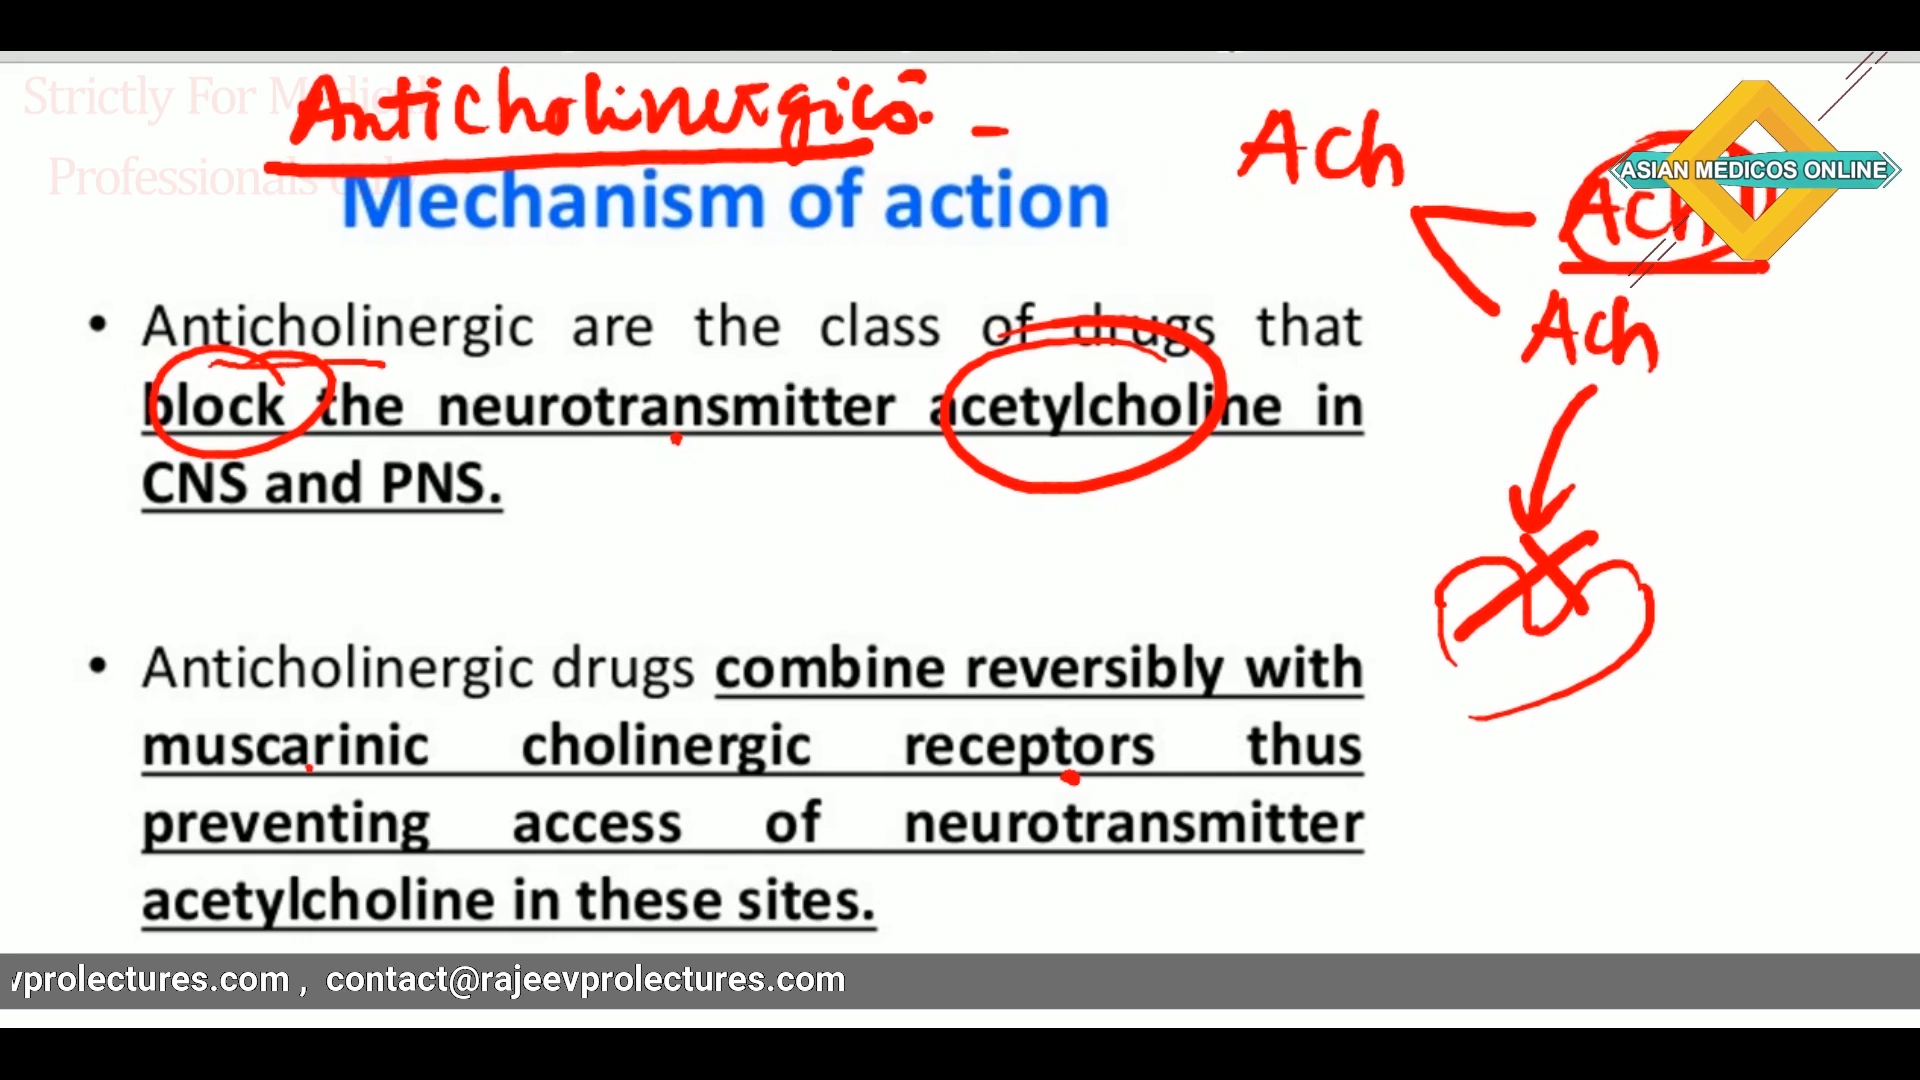 Strictly For Medical
Professionals
Anticholinergics:-
Mechanism of action
Ach
Ach
ASIAN MEDICOS ONLINE
Ach
• Anticholinergic are the class of drugs that
block the neurotransmitter acetylcholine in
CNS and PNS.
• Anticholinergic drugs combine reversibly with
muscarinic cholinergic receptors thus
preventing access of neurotransmitter
acetylcholine in these sites.
vprolectures.com , contact@rajeevprolectures.com